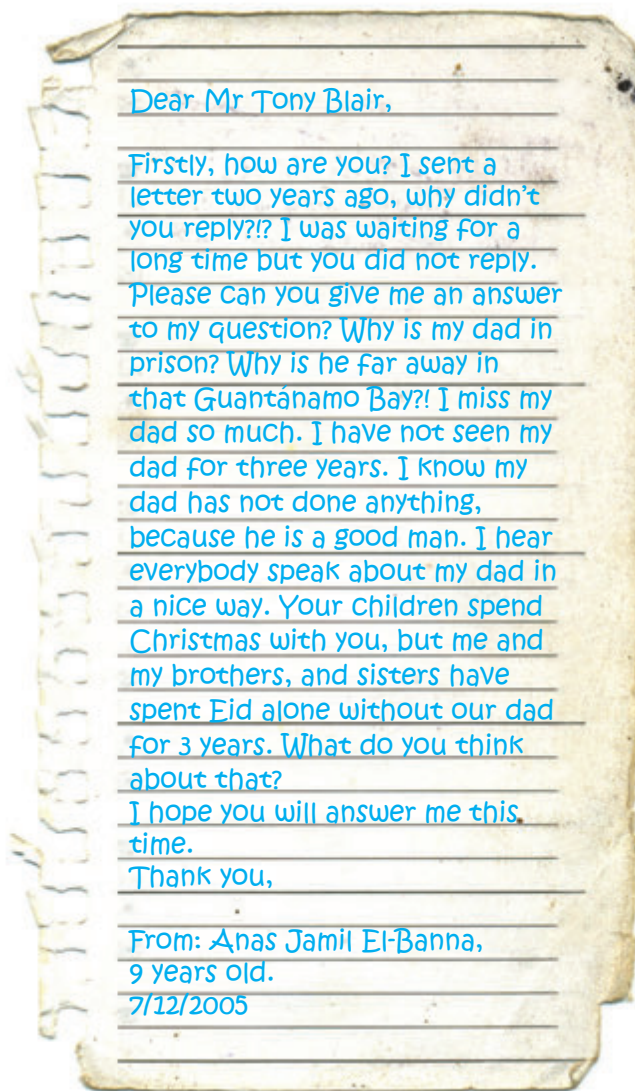 Dear Mr Tony Blair,
Firstly, how are you? I sent a
letter two years ago, why didn't
you reply?!? I was waiting for a
long time but you did not reply.
Please can you give me an answer
to my question? Why is my dad in
prison? Why is he far away in
that Guantánamo Bay?! I miss my
dad so much. I have not seen my
dad for three years. I know my
dad has not done anything,
because he is a good man. I hear
everybody speak about my dad in
a nice way. Your children spend
Christmas with you, but me and
my brothers, and sisters have
spent Eid alone without our dad
for 3 years. What do you think
about that?
I hope you will answer me this
time.
Thank you,
From: Anas Jamil El-Banna,
9 years old.
7/12/2005